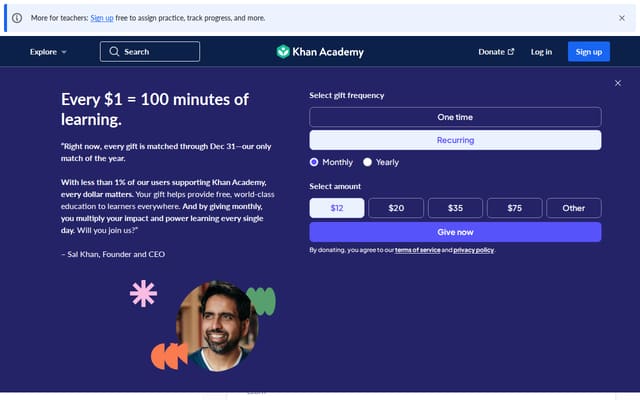 More for teachers: Sign up free to assign practice, track progress, and more.
Explore
Search
Khan Academy
Donate
Log in
Sign up
Every $1 = 100 minutes of
learning.
“Right now, every gift is matched through Dec 31—our only
match of the year.
With less than 1% of our users supporting Khan Academy,
every dollar matters. Your gift helps provide free, world-class
education to learners everywhere. And by giving monthly,
you multiply your impact and power learning every single
day. Will you join us?”
– Sal Khan, Founder and CEO
Select gift frequency
One time
Recurring
Monthly
Yearly
Select amount
$12
$20
$35
$75
Other
Give now
By donating, you agree to our terms of service and privacy policy.